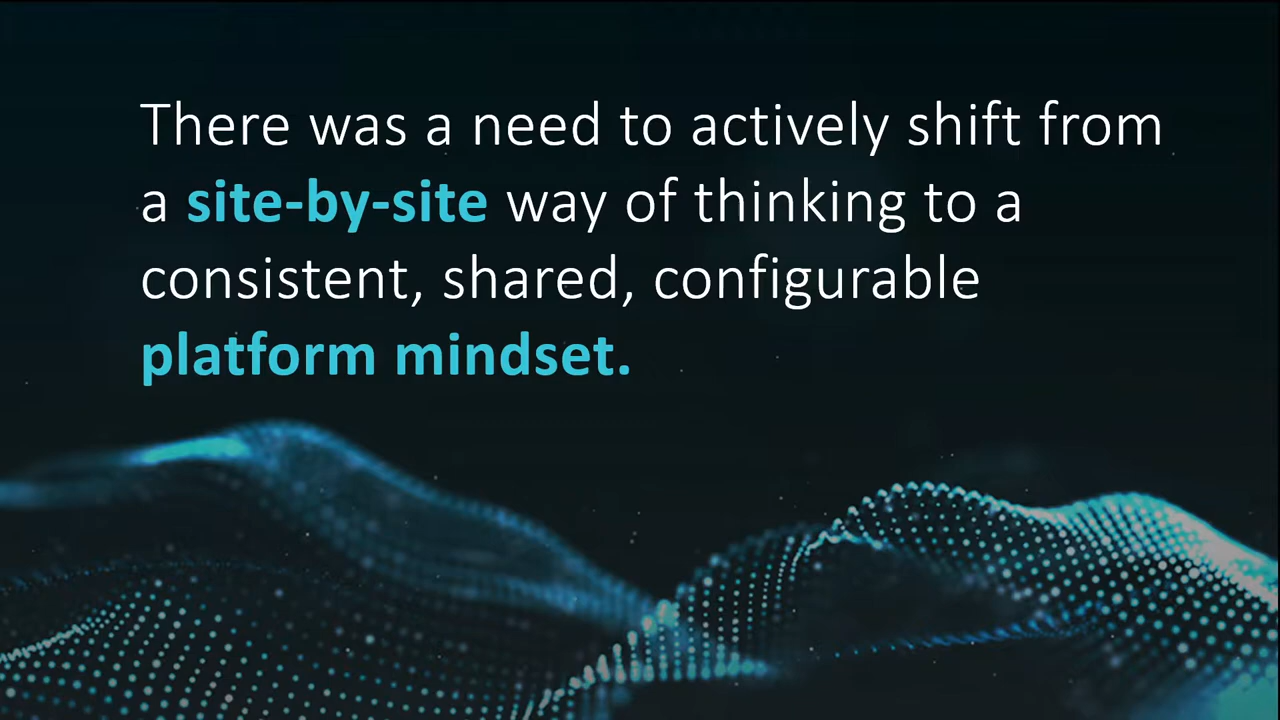 There was a need to actively shift from
a site-by-site way of thinking to a
consistent, shared, configurable
platform mindset.